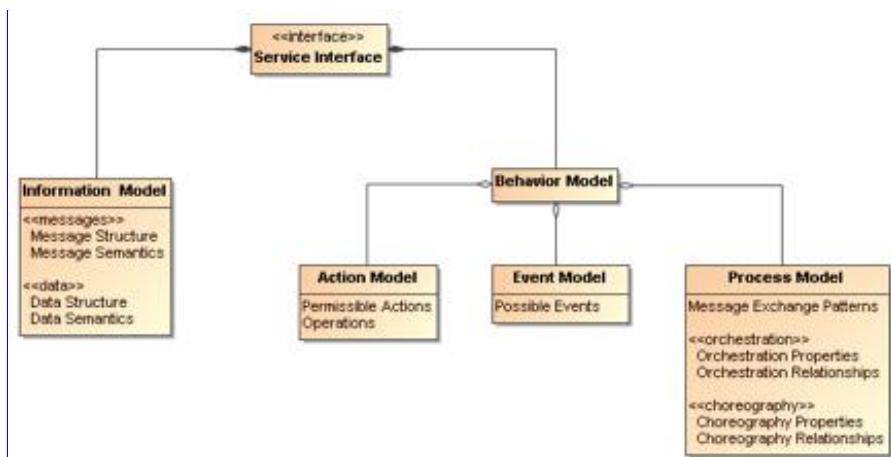 <<interface>>
Service Interface
Information Model
<<messages>>
Message Structure
Message Semantics
<<data>>
Data Structure
Data Semantics
Behavior Model
Action Model
Permissible Actions
Operations
Event Model
Possible Events
Process Model
Message Exchange Patterns
<<orchestration>>
Orchestration Properties
Orchestration Relationships
<<choreography>>
Choreography Properties
Choreography Relationships